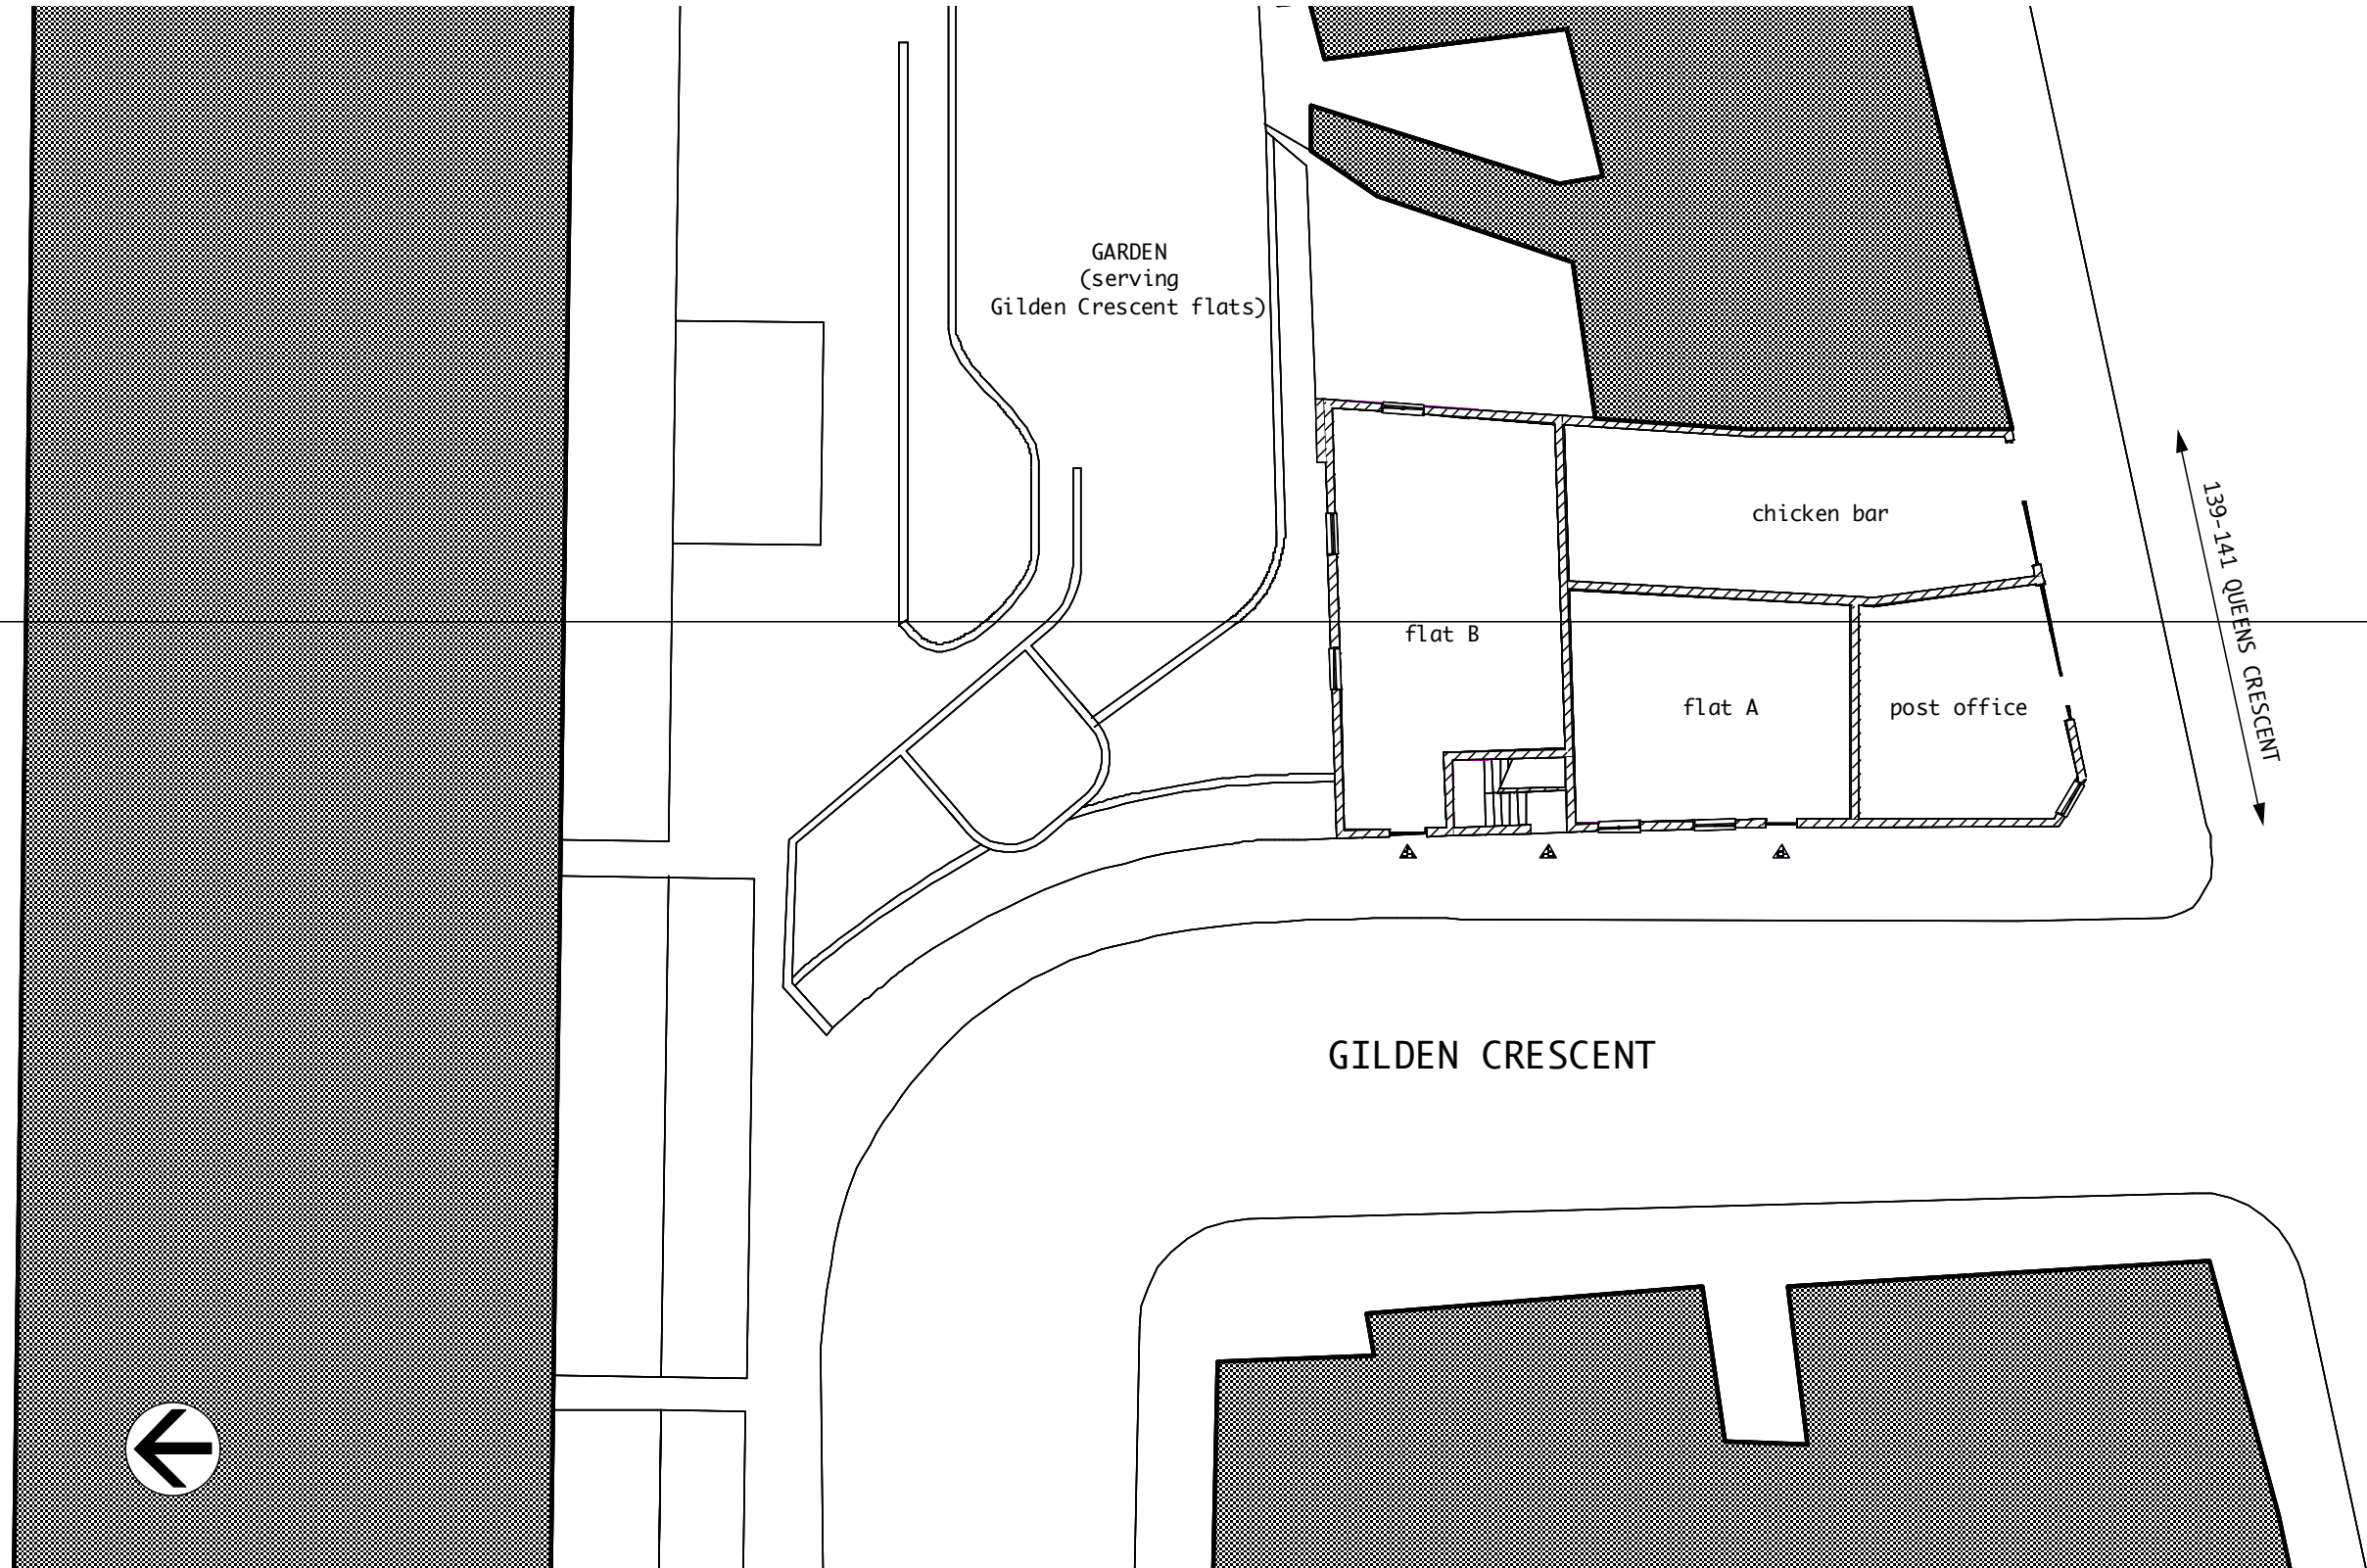 GARDEN
(serving
Gilden Crescent flats)
chicken bar
139-141 QUEENS CRESCENT
flat B
flat A
post office
GILDEN CRESCENT